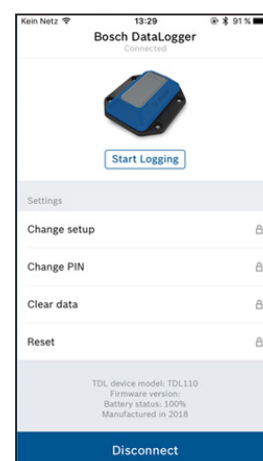 Kein Netz 13:29 91 %
Bosch DataLogger
Connected
Start Logging
Settings
Change setup
Change PIN
Clear data
Reset
TDL device model: TDL110
Firmware version:
Battery status: 100%
Manufactured in 2018
Disconnect